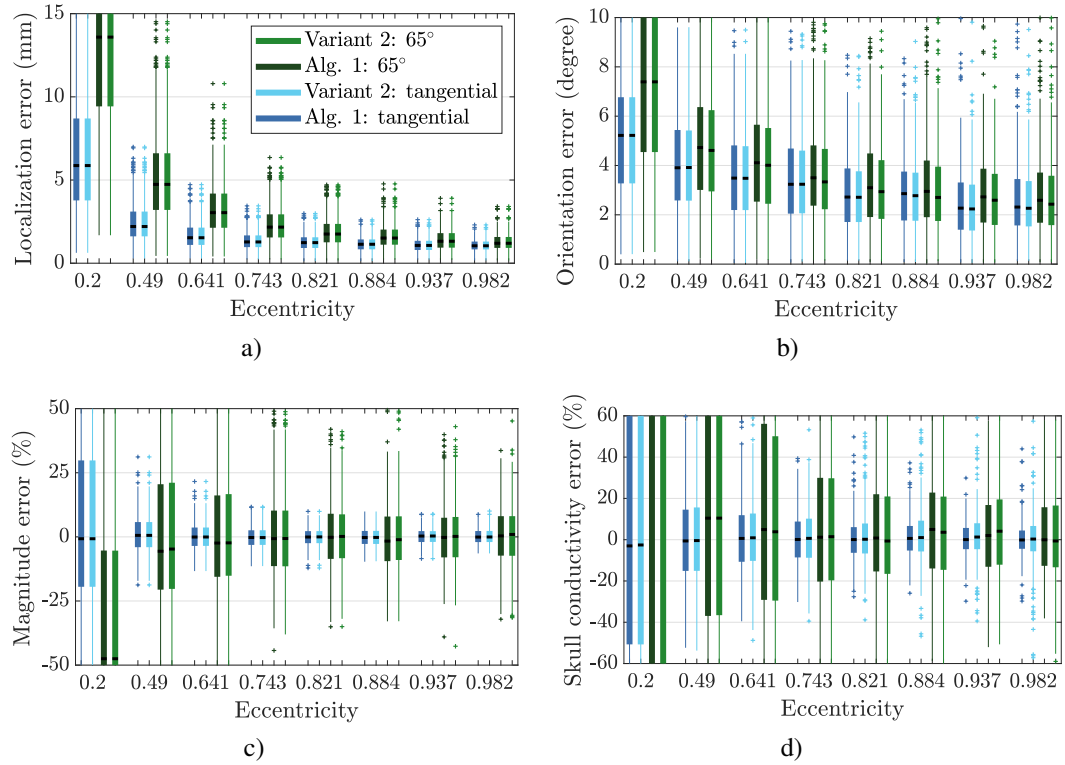 Localization error (mm)
15
10
5
0
Variant 2: 65°
Alg. 1: 65°
Variant 2: tangential
Alg. 1: tangential
0.2 0.49 0.641 0.743 0.821 0.884 0.937 0.982
Eccentricity
a)
Orientation error (degree)
10
8
6
4
2
0
0.2 0.49 0.641 0.743 0.821 0.884 0.937 0.982
Eccentricity
b)
Magnitude error (%)
50
25
0
-25
-50
0.2 0.49 0.641 0.743 0.821 0.884 0.937 0.982
Eccentricity
c)
Skull conductivity error (%)
60
40
20
0
-20
-40
-60
0.2 0.49 0.641 0.743 0.821 0.884 0.937 0.982
Eccentricity
d)